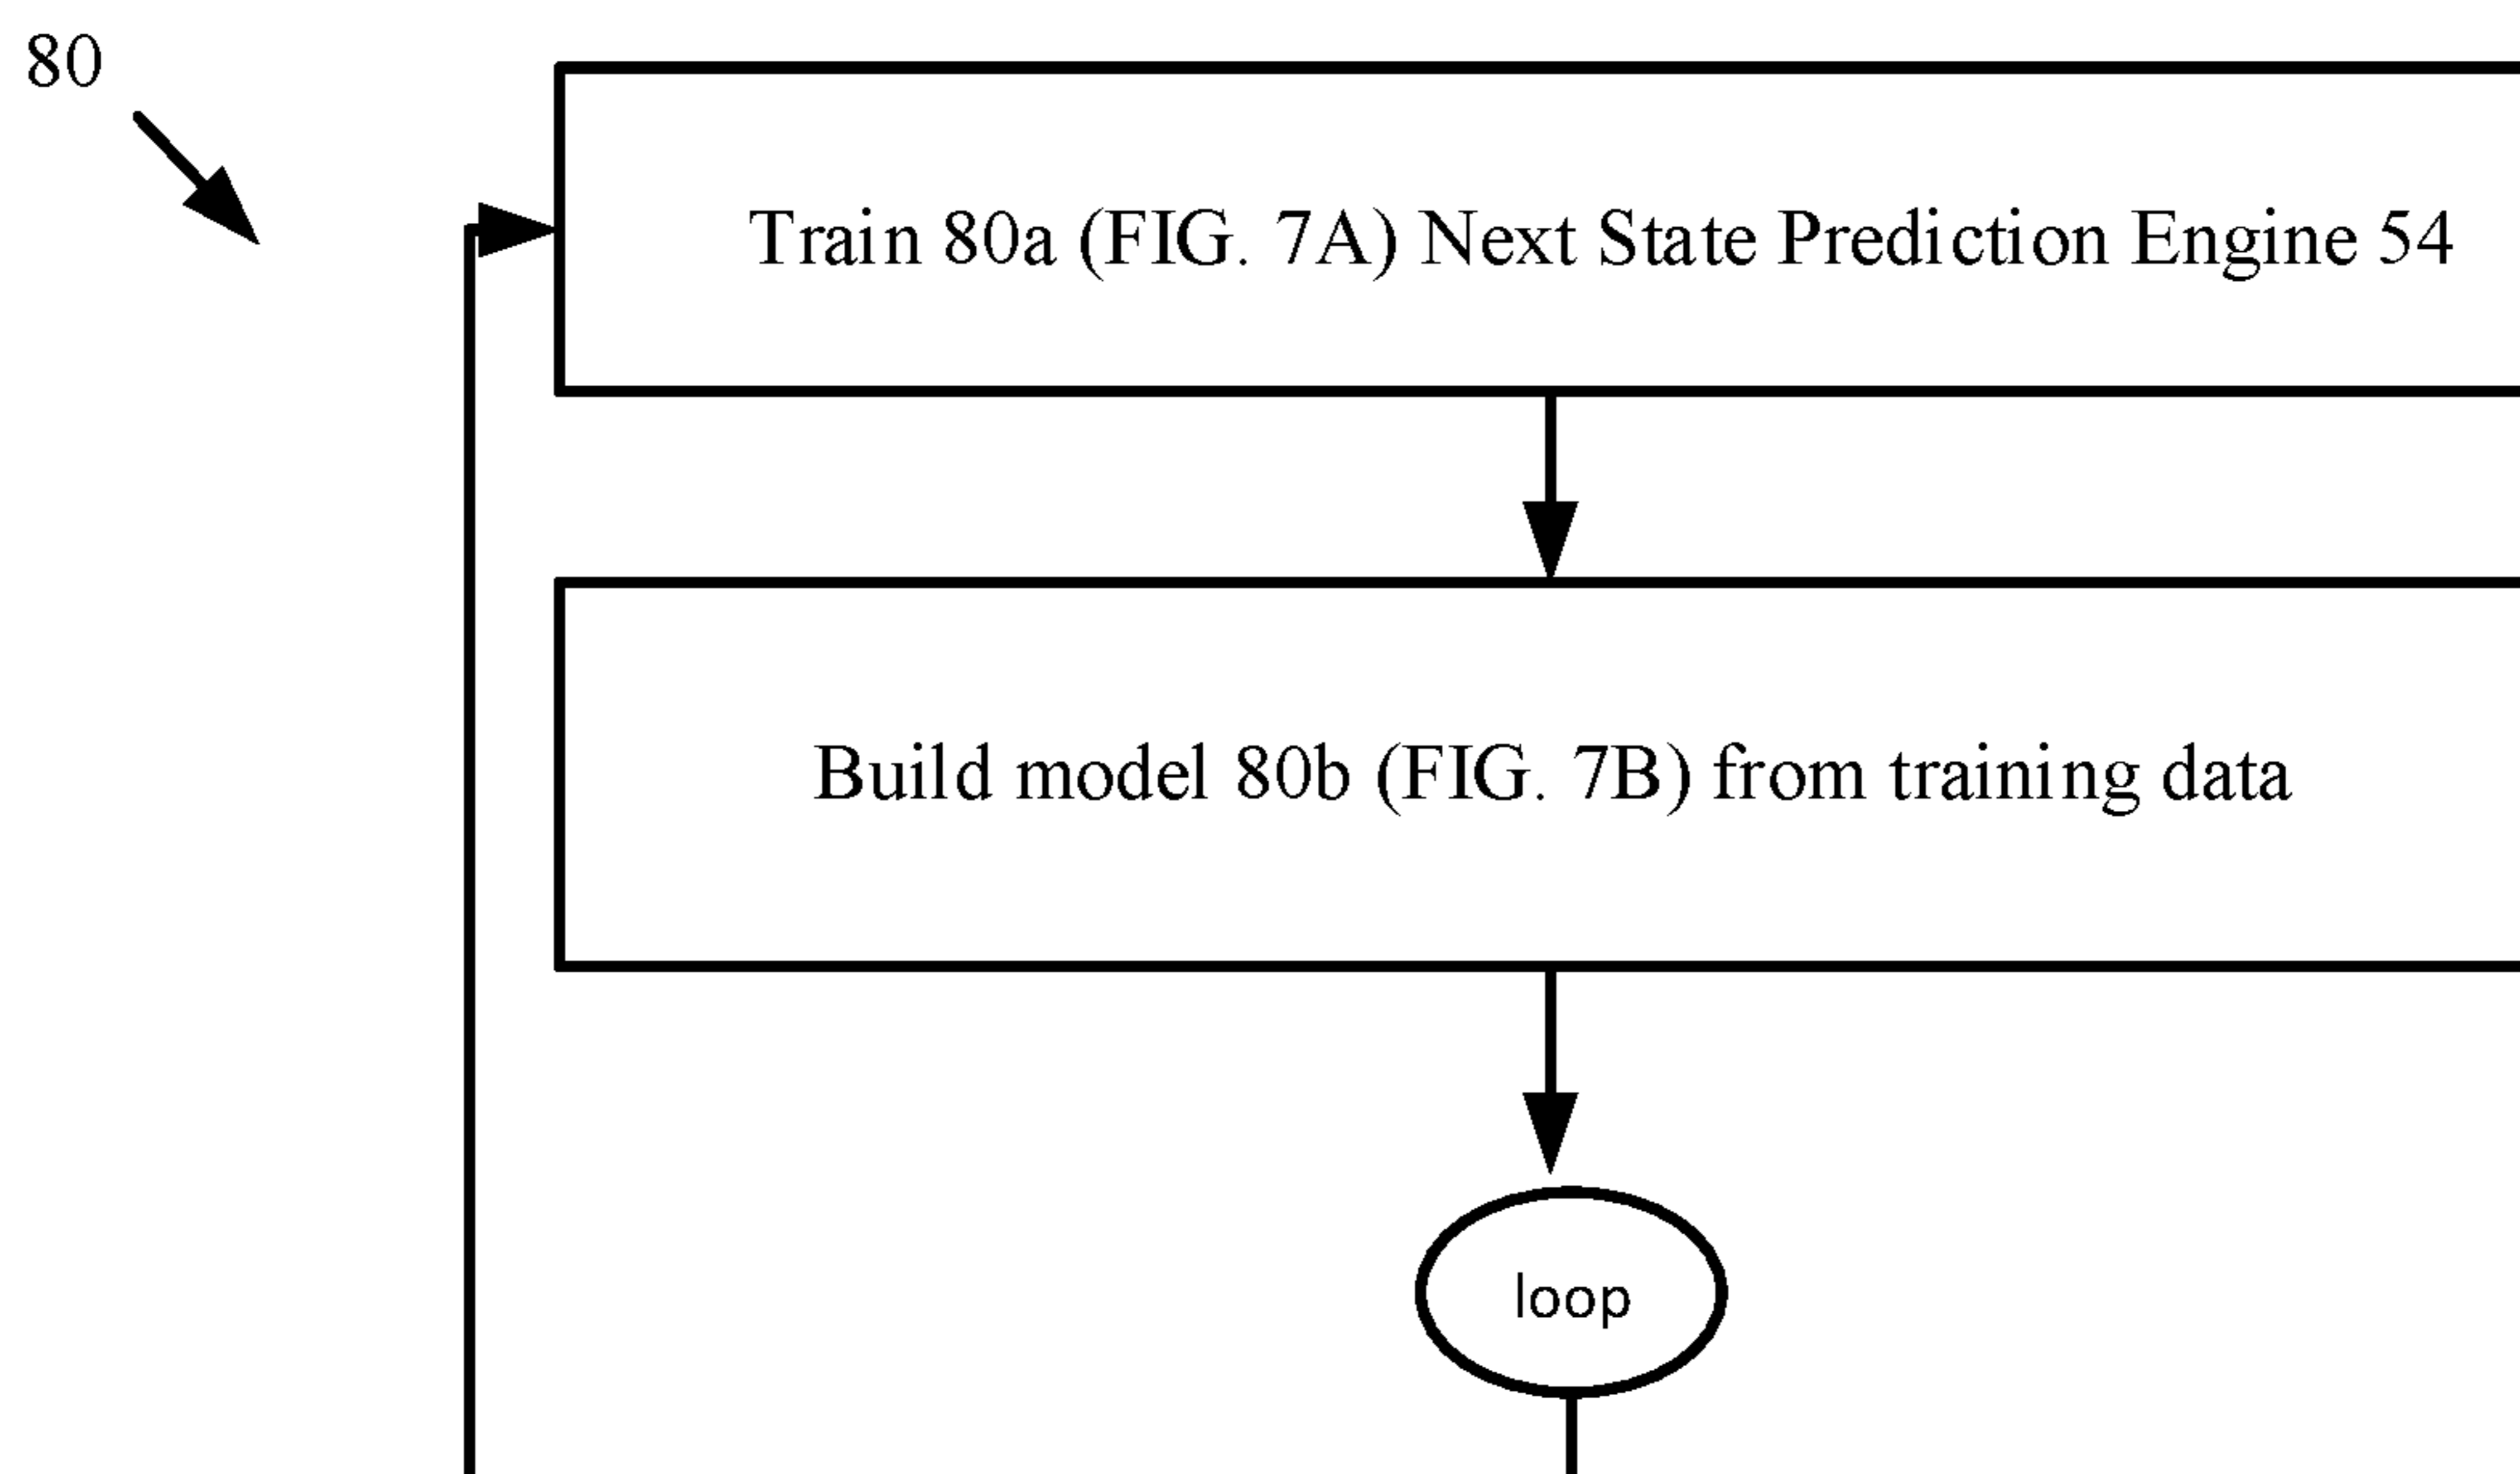 80
Train 80a (FIG. 7A) Next State Prediction Engine 54
Build model 80b (FIG. 7B) from training data
loop